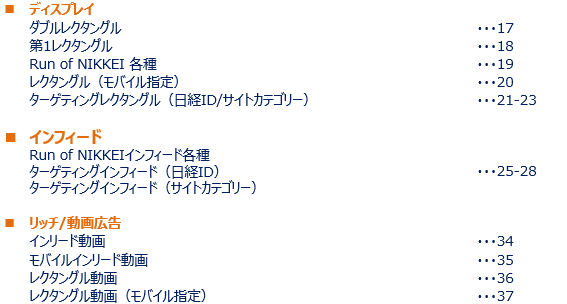 ■ ディスプレイ
ダブルレクタングル ･･･17
第1レクタングル ･･･18
Run of NIKKEI 各種 ･･･19
レクタングル（モバイル指定） ･･･20
ターゲティングレクタングル（日経ID/サイトカテゴリー） ･･･21-23
■ インフィード
Run of NIKKEIインフィード各種
ターゲティングインフィード（日経ID） ･･･25-28
ターゲティングインフィード（サイトカテゴリー）
■ リッチ/動画広告
インリード動画 ･･･34
モバイルインリード動画 ･･･35
レクタングル動画 ･･･36
レクタングル動画（モバイル指定） ･･･37